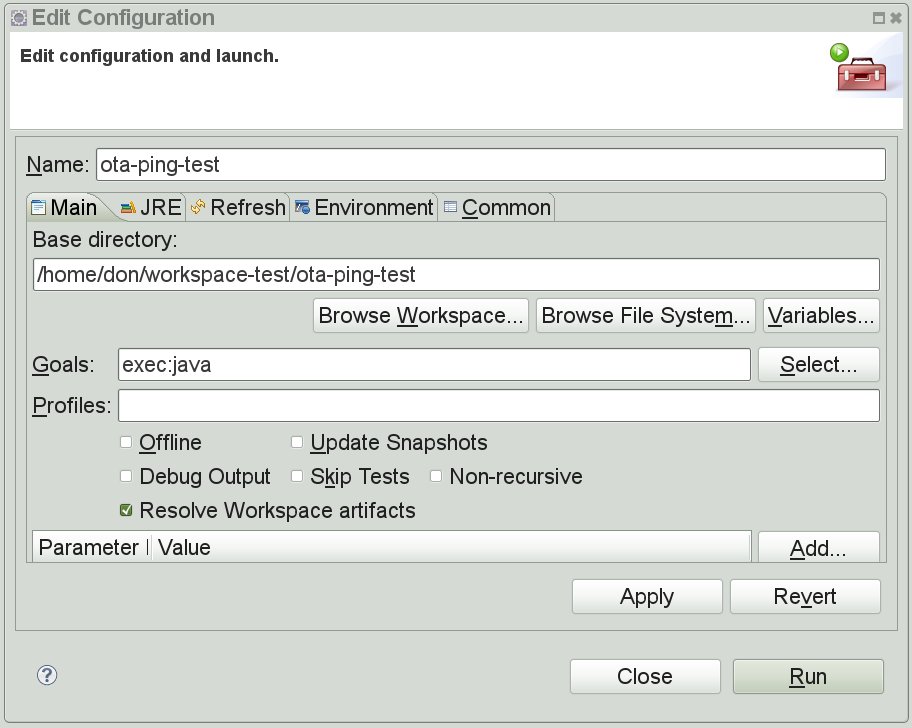 Edit Configuration
Edit configuration and launch.
Name: ota-ping-test
Main JRE Refresh Environment Common
Base directory:
/home/don/workspace-test/ota-ping-test
Browse Workspace... Browse File System... Variables...
Goals: exec:java Select...
Profiles:
Offline Update Snapshots
Debug Output Skip Tests Non-recursive
Resolve Workspace artifacts
Parameter Value Add...
Apply Revert
? Close Run